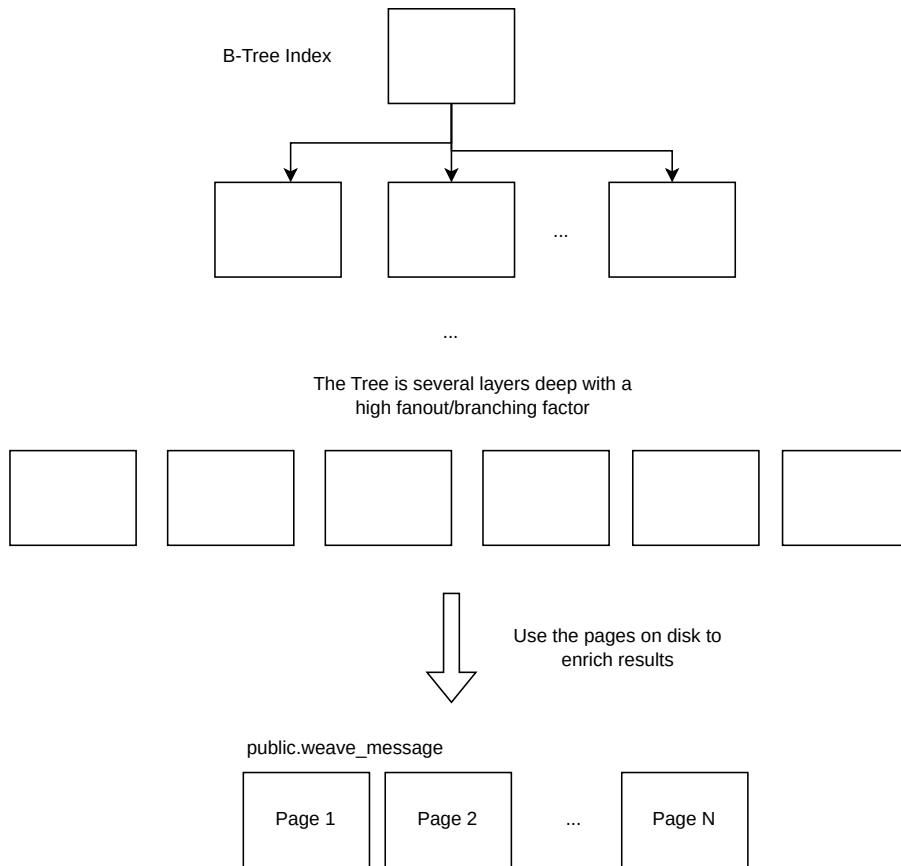 B-Tree Index
...
...
The Tree is several layers deep with a
high fanout/branching factor
Use the pages on disk to
enrich results
public.weave_message
Page 1
Page 2
...
Page N